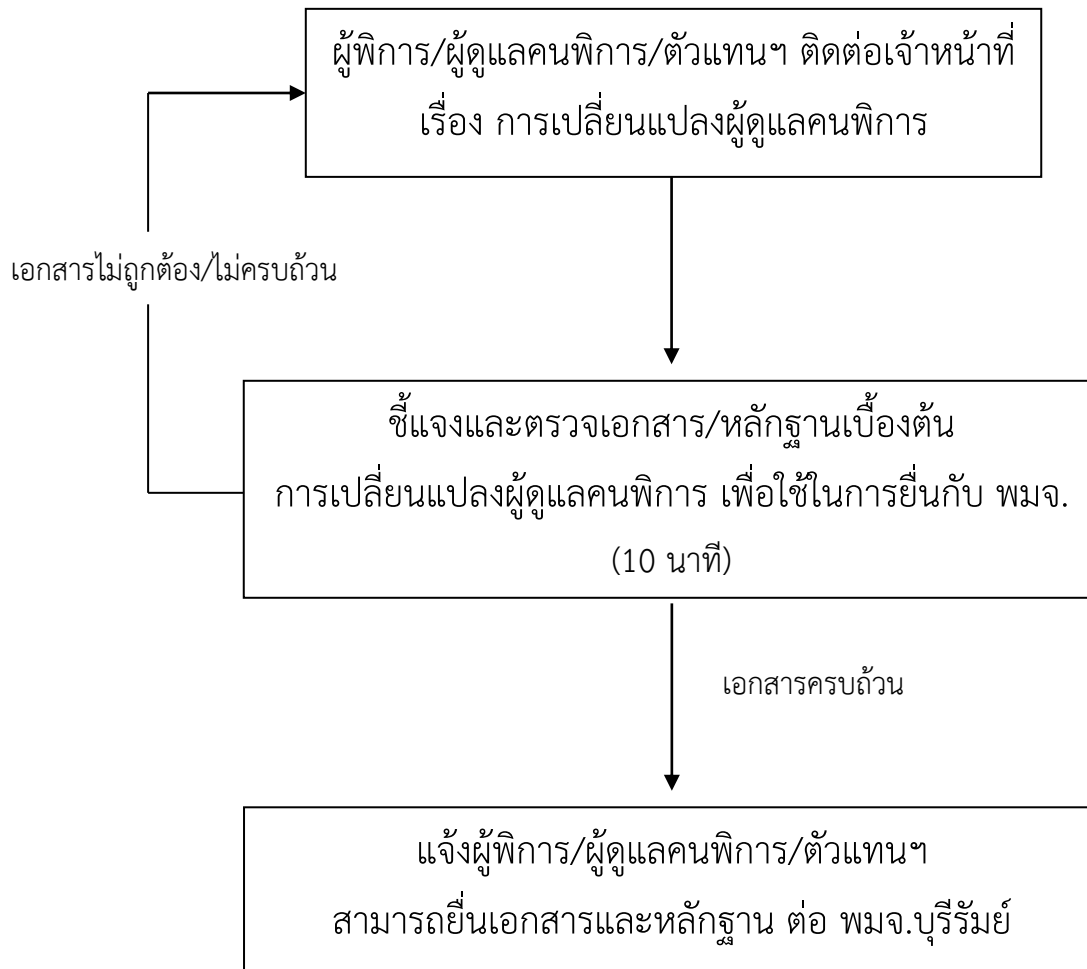 ผู้พิการ/ผู้ดูแลคนพิการ/ตัวแทนฯ ติดต่อเจ้าหน้าที่
เรื่อง การเปลี่ยนแปลงผู้ดูแลคนพิการ
เอกสารไม่ถูกต้อง/ไม่ครบถ้วน
ชี้แจงและตรวจเอกสาร/หลักฐานเบื้องต้น
การเปลี่ยนแปลงผู้ดูแลคนพิการ เพื่อใช้ในการยื่นกับ พมจ.
(10 นาที)
เอกสารครบถ้วน
แจ้งผู้พิการ/ผู้ดูแลคนพิการ/ตัวแทนฯ
สามารถยื่นเอกสารและหลักฐาน ต่อ พมจ.บุรีรัมย์